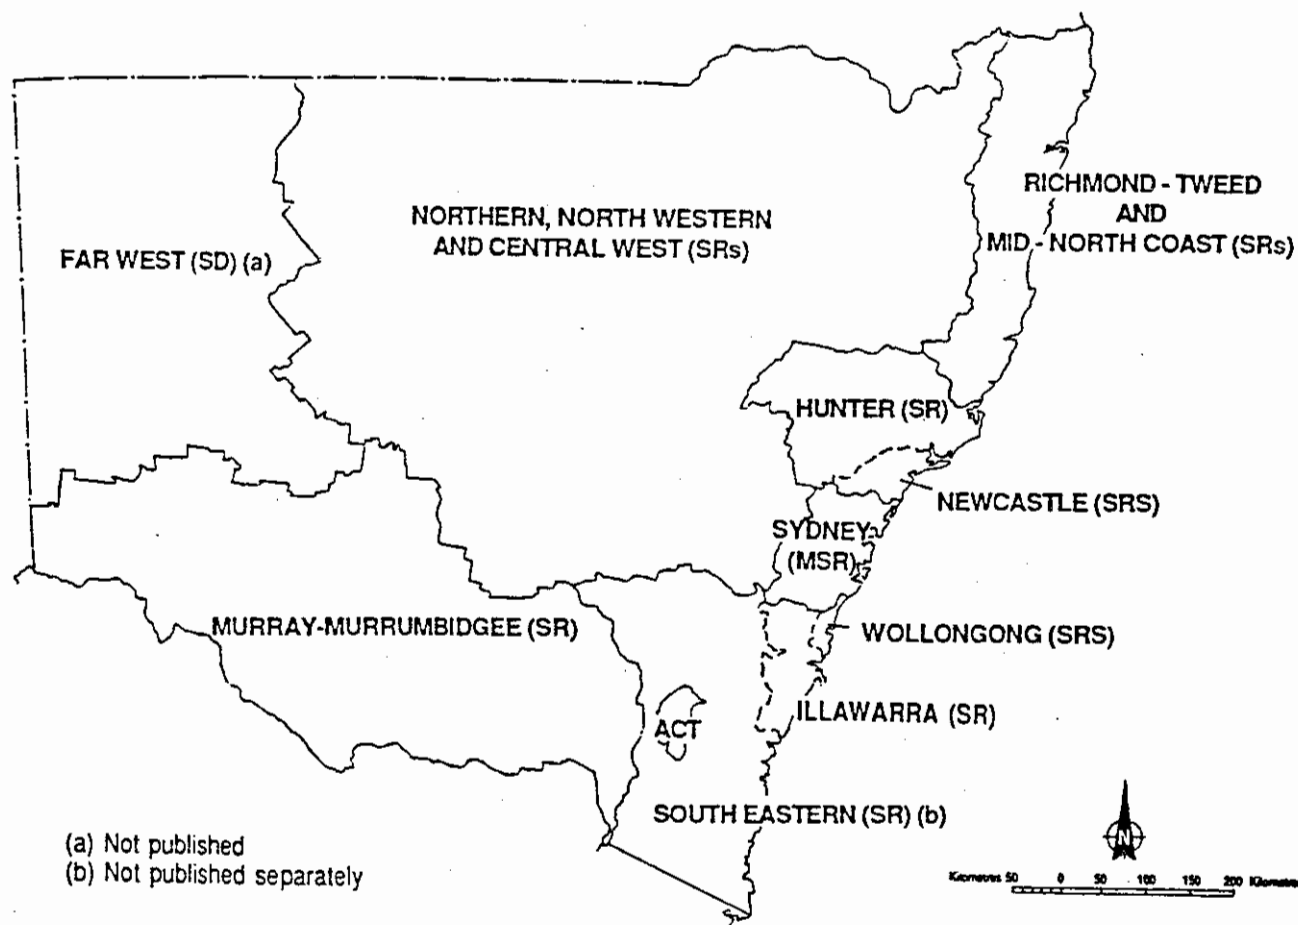 RICHMOND - TWEED
AND
MID - NORTH COAST (SRs)
NORTHERN, NORTH WESTERN
AND CENTRAL WEST (SRs)
FAR WEST (SD) (a)
HUNTER (SR)
NEWCASTLE (SRS)
SYDNEY
(MSR)
MURRAY-MURRUMBIDGEE (SR)
WOLLONGONG (SRS)
ILLAWARRA (SR)
ACT
SOUTH EASTERN (SR) (b)
(a) Not published
(b) Not published separately
N
Kilometres 50 0 50 100 150 200 Kilometres